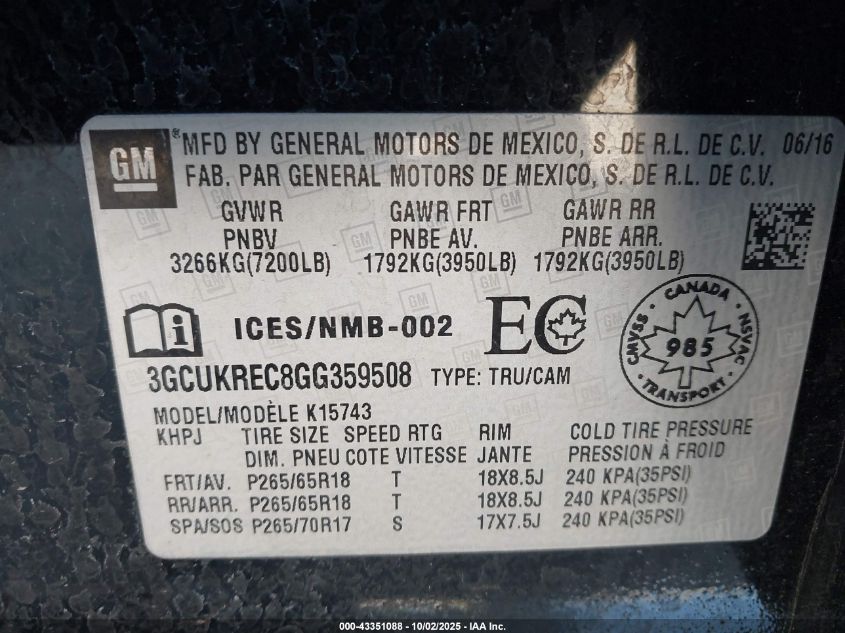 GM® MFD BY GENERAL MOTORS DE MEXICO, S. DE R.L. DE C.V. 06/16
FAB. PAR GENERAL MOTORS DE MEXICO, S. DE R.L. DE C.V.
GVWR GAWR FRT GAWR RR
PNBV PNBE AV. PNBE ARR.
3266KG(7200LB) 1792KG(3950LB) 1792KG(3950LB)
i ICES/NMB-002 EC
CANADA
CMVSS 985 NSVAC
TRANSPORT
3GCUKREC8GG359508 TYPE: TRU/CAM
MODEL/MODÈLE K15743
KHPJ TIRE SIZE SPEED RTG RIM COLD TIRE PRESSURE
DIM. PNEU COTE VITESSE JANTE PRESSION À FROID
FRT/AV. P265/65R18 T 18X8.5J 240 KPA(35PSI)
RR/ARR. P265/65R18 T 18X8.5J 240 KPA(35PSI)
SPA/SOS P265/70R17 S 17X7.5J 240 KPA(35PSI)
000-43351088 - 10/02/2025 - IAA Inc.